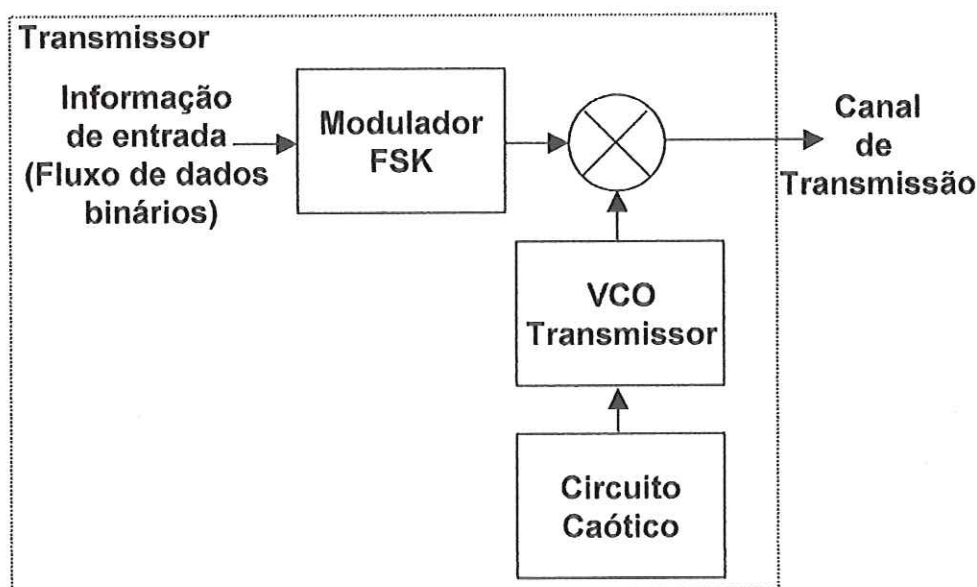 Transmissor
Informação
de entrada
(Fluxo de dados
binários)
Modulador
FSK
Canal
de
Transmissão
VCO
Transmissor
Circuito
Caótico